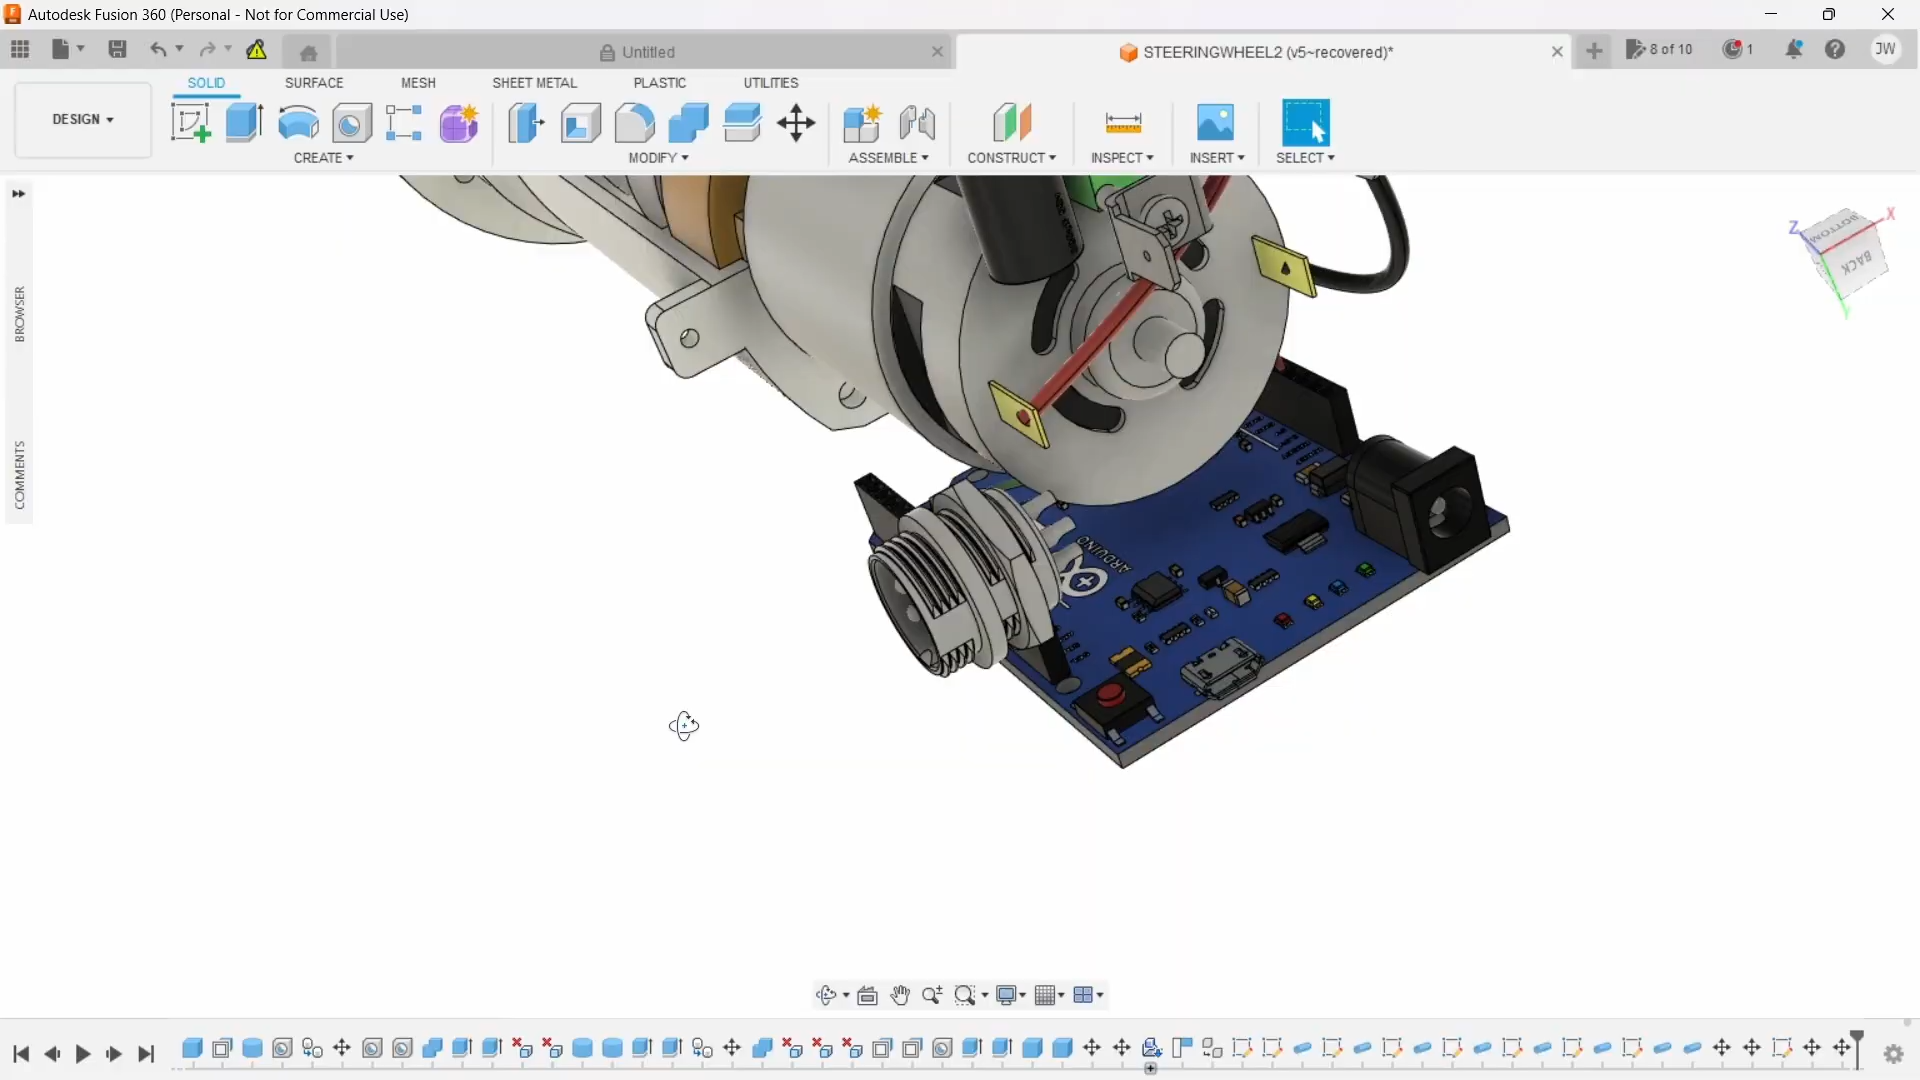 Autodesk Fusion 360 (Personal - Not for Commercial Use)
Untitled
STEERINGWHEEL2 (v5~recovered)*
8 of 10
1
JW
DESIGN
SOLID
SURFACE
MESH
SHEET METAL
PLASTIC
UTILITIES
CREATE
MODIFY
ASSEMBLE
CONSTRUCT
INSPECT
INSERT
SELECT
BROWSER
COMMENTS
BOTTOM
BACK
X
Y
Z
ARDUINO